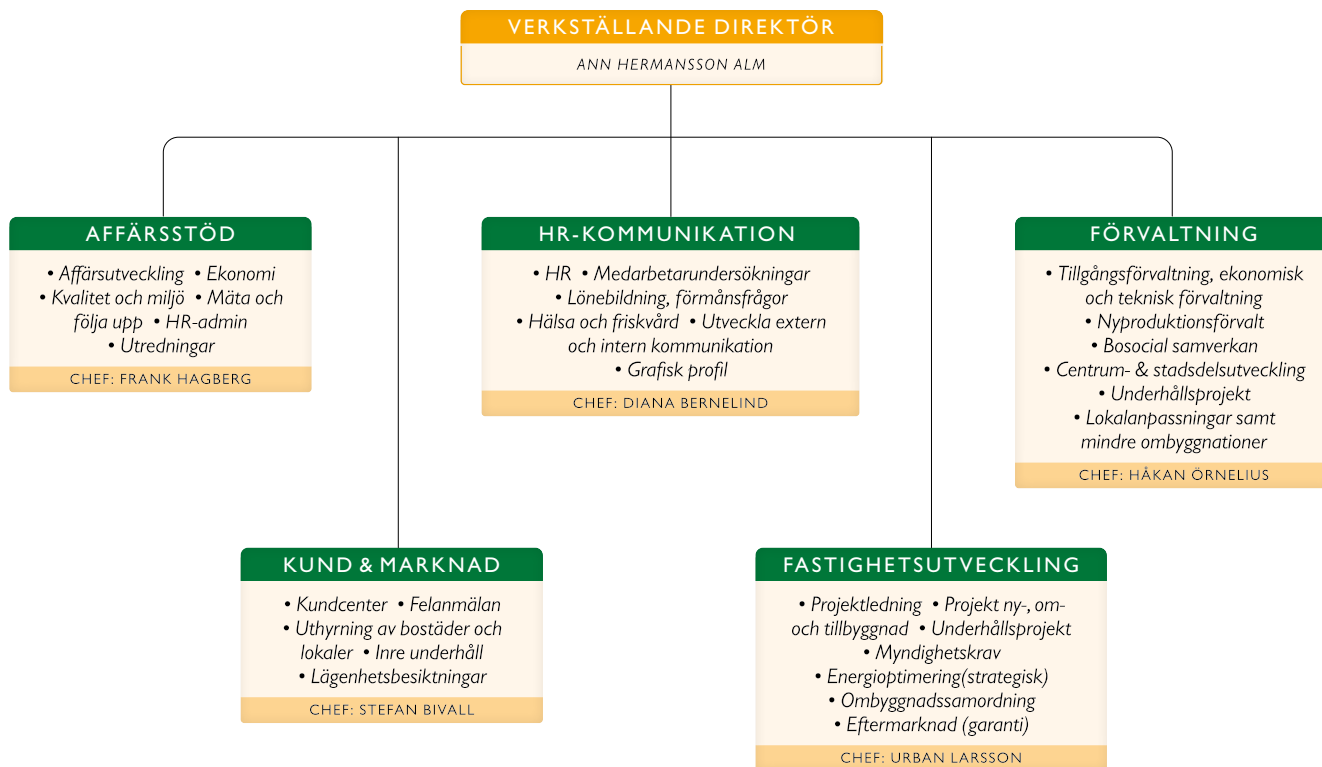 VERKSTÄLLANDE DIREKTÖR
ANN HERMANSSON ALM
AFFÄRSSTÖD
• Affärsutveckling • Ekonomi
• Kvalitet och miljö • Mäta och
följa upp • HR-admin
• Utredningar
CHEF: FRANK HAGBERG
HR-KOMMUNIKATION
• HR • Medarbetarundersökningar
• Lönebildning, förmånsfrågor
• Hälsa och friskvård • Utveckla extern
och intern kommunikation
• Grafisk profil
CHEF: DIANA BERNELIND
FÖRVALTNING
• Tillgångsförvaltning, ekonomisk
och teknisk förvaltning
• Nyproduktionsförvalt
• Bosocial samverkan
• Centrum- & stadsdelsutveckling
• Underhållsprojekt
• Lokalanpassningar samt
mindre ombyggnationer
CHEF: HÅKAN ÖRNELIUS
KUND & MARKNAD
• Kundcenter • Felanmälan
• Uthyrning av bostäder och
lokaler • Inre underhåll
• Lägenhetsbesiktningar
CHEF: STEFAN BIVALL
FASTIGHETSUTVECKLING
• Projektledning • Projekt ny-, om-
och tillbyggnad • Underhållsprojekt
• Myndighetskrav
• Energioptimering(strategisk)
• Ombyggnadssamordning
• Eftermarknad (garanti)
CHEF: URBAN LARSSON